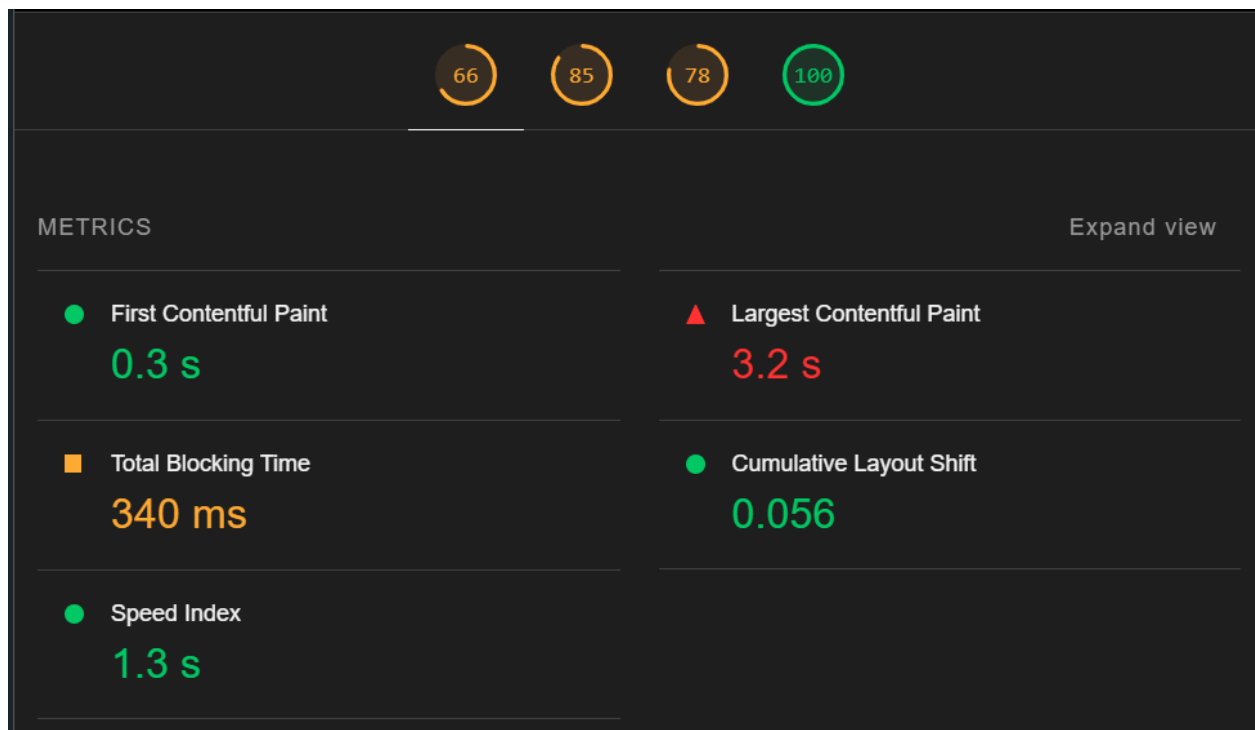 66 85 78 100
METRICS Expand view
First Contentful Paint
0.3 s
Largest Contentful Paint
3.2 s
Total Blocking Time
340 ms
Cumulative Layout Shift
0.056
Speed Index
1.3 s